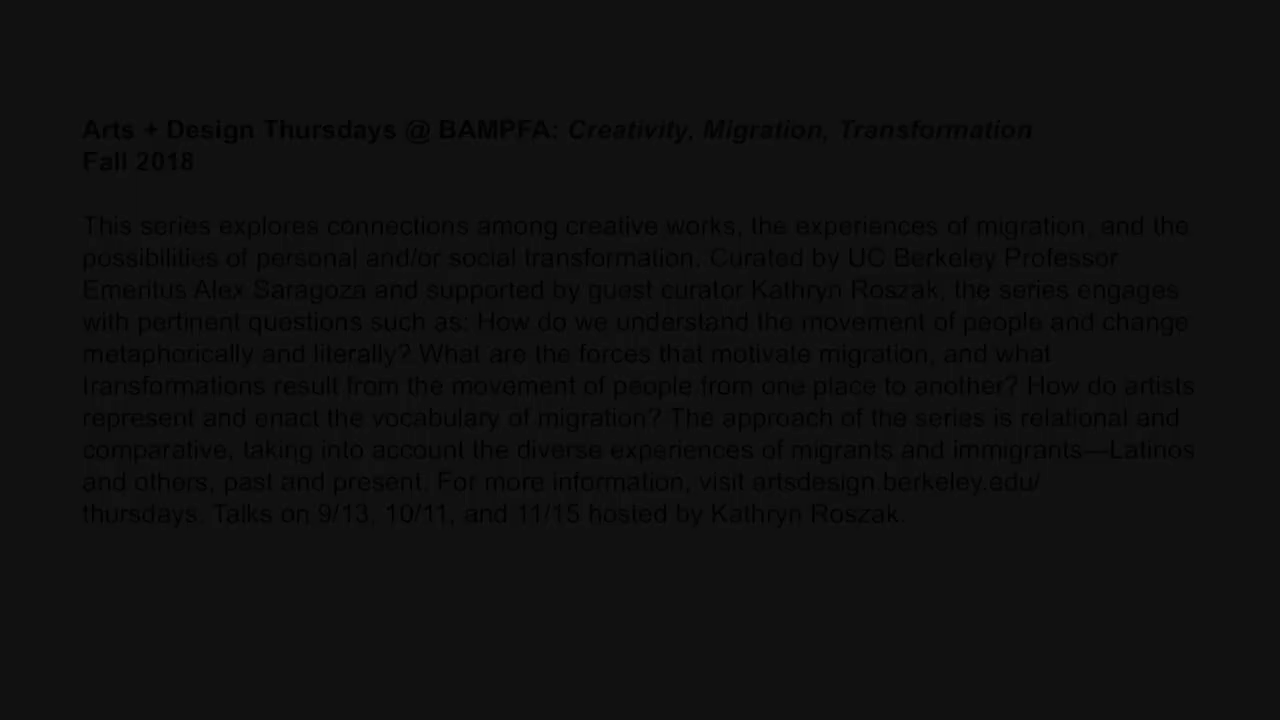 Arts + Design Thursdays @ BAMPFA: Creativity, Migration, Transformation
Fall 2018
This series explores connections among creative works, the experiences of migration, and the
possibilities of personal and/or social transformation. Curated by UC Berkeley Professor
Emeritus Alex Saragoza and supported by guest curator Kathryn Roszak, the series engages
with pertinent questions such as: How do we understand the movement of people and change
metaphorically and literally? What are the forces that motivate migration, and what
transformations result from the movement of people from one place to another? How do artists
represent and enact the vocabulary of migration? The approach of the series is relational and
comparative, taking into account the diverse experiences of migrants and immigrants—Latinos
and others, past and present. For more information, visit artsdesign.berkeley.edu/
thursdays. Talks on 9/13, 10/11, and 11/15 hosted by Kathryn Roszak.